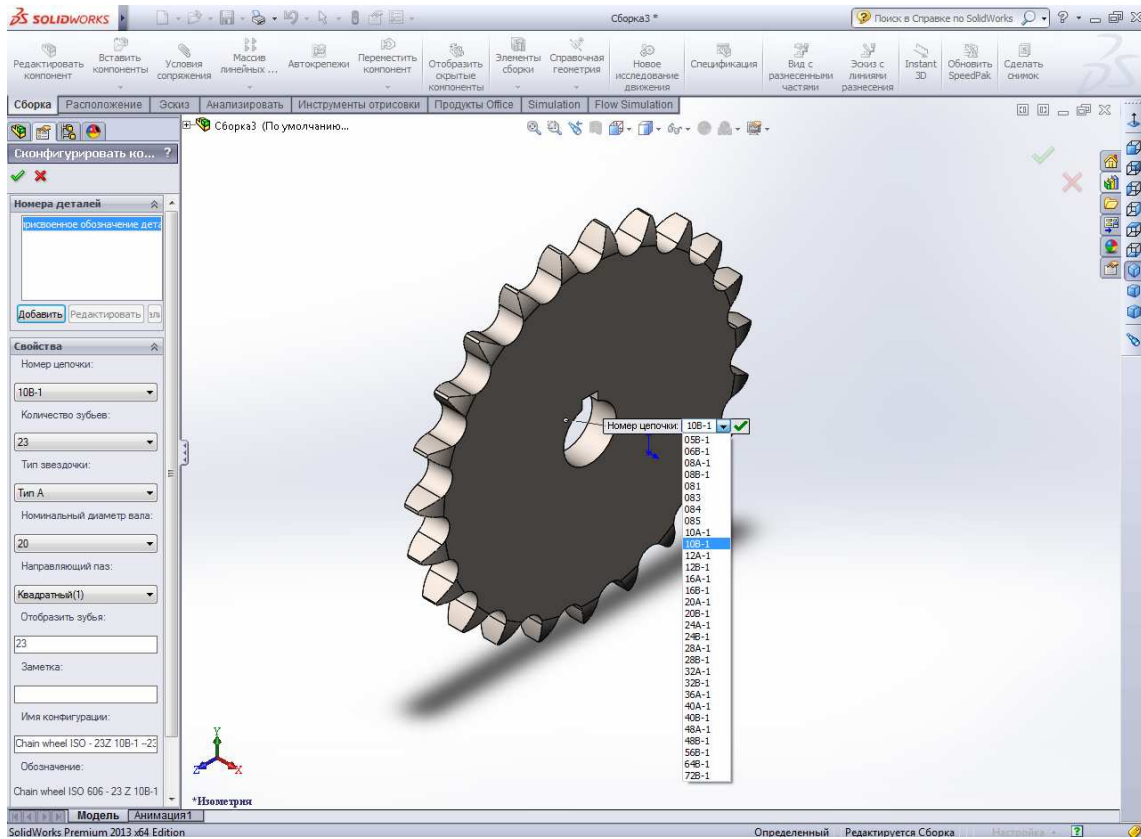 SOLIDWORKS
Сборка3 *
Поиск в Справке по SolidWorks
Редактировать компонент
Вставить компоненты
Условия сопряжения
Массив линейных ...
Автокрепежи
Переместить компонент
Отобразить скрытые компоненты
Элементы сборки
Справочная геометрия
Новое исследование движения
Спецификация
Вид с разнесенными частями
Эскиз с линиями разнесения
Instant 3D
Обновить SpeedPak
Сделать снимок
Сборка Расположение Эскиз Анализировать Инструменты отрисовки Продукты Office Simulation Flow Simulation
Сборка3 (По умолчанию...
Сконфигурировать ко... ?
Номера деталей
присвоенное обозначение дета
Добавить Редактировать
Свойства
Номер цепочки:
10B-1
Количество зубьев:
23
Тип звездочки:
Тип A
Номинальный диаметр вала:
20
Направляющий паз:
Квадратный(1)
Отобразить зубья:
23
Заметка:
Имя конфигурации:
Chain wheel ISO - 23Z 10B-1 --23
Обозначение:
Chain wheel ISO 606 - 23 Z 10B-1
Номер цепочки: 10B-1
05B-1
06B-1
08A-1
08B-1
081
083
084
085
10A-1
10B-1
12A-1
12B-1
16A-1
16B-1
20A-1
20B-1
24A-1
24B-1
28A-1
28B-1
32A-1
32B-1
36A-1
40A-1
40B-1
48A-1
48B-1
56B-1
64B-1
72B-1
Y
Z X
*Изометрия
Модель Анимация1
SolidWorks Premium 2013 x64 Edition
Определенный Редактируется Сборка Настройка